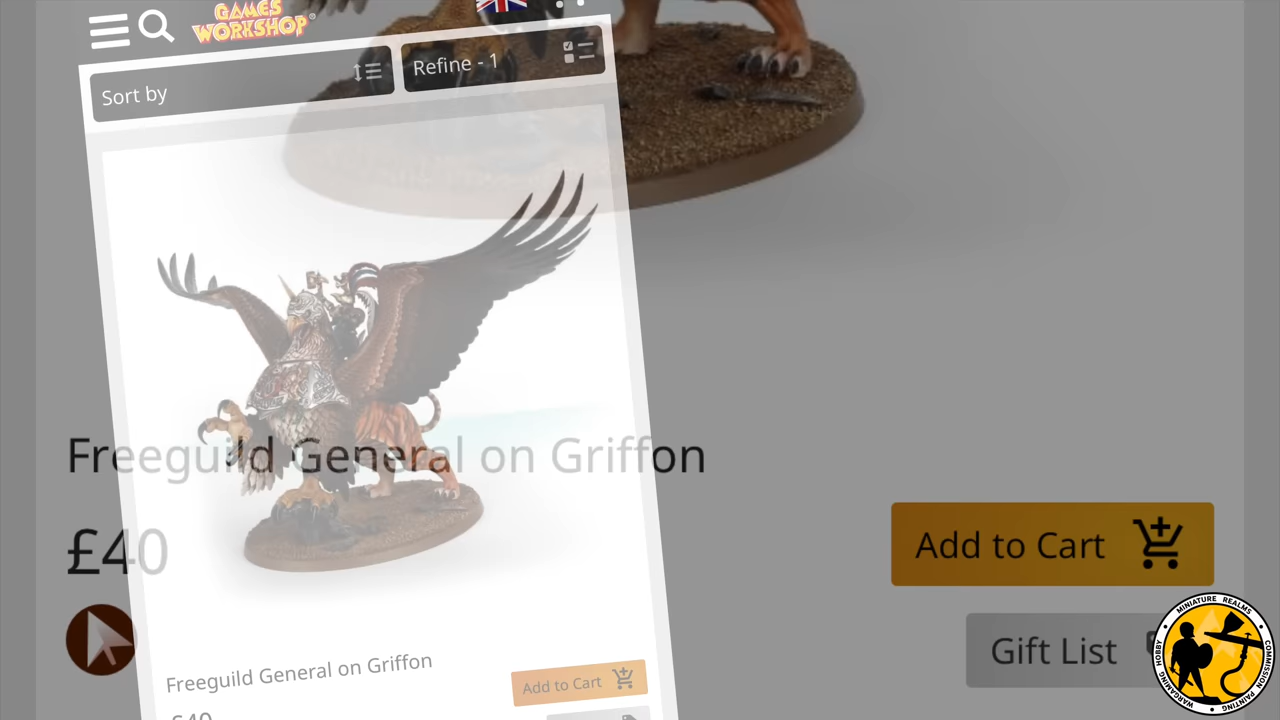 GAMES
WORKSHOP®
Sort by
Refine - 1
Freeguild General on Griffon
£40
Add to Cart
Gift List
Freeguild General on Griffon
Add to Cart
£40
MINIATURE REALMS
WARGAMING HOBBY
COMMISSION PAINTING